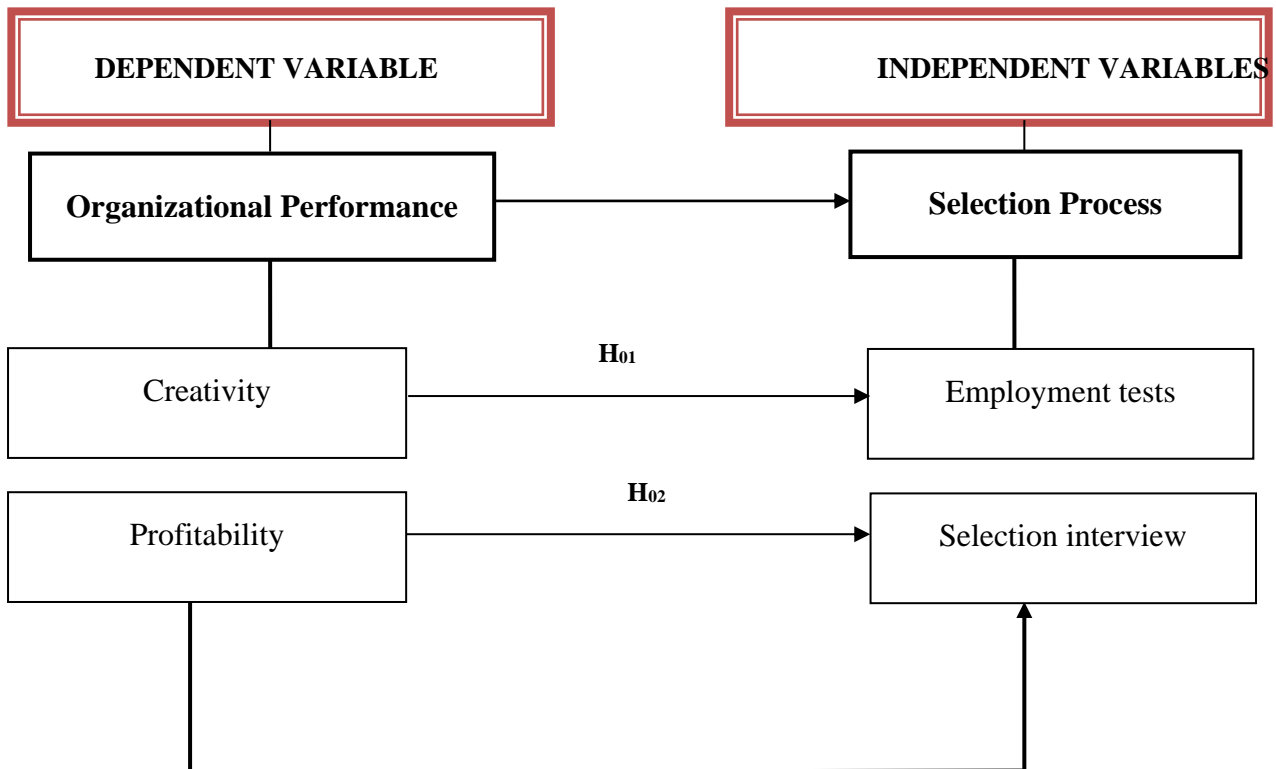 DEPENDENT VARIABLE
INDEPENDENT VARIABLES
Organizational Performance
Selection Process
H01
Creativity
Employment tests
H02
Profitability
Selection interview